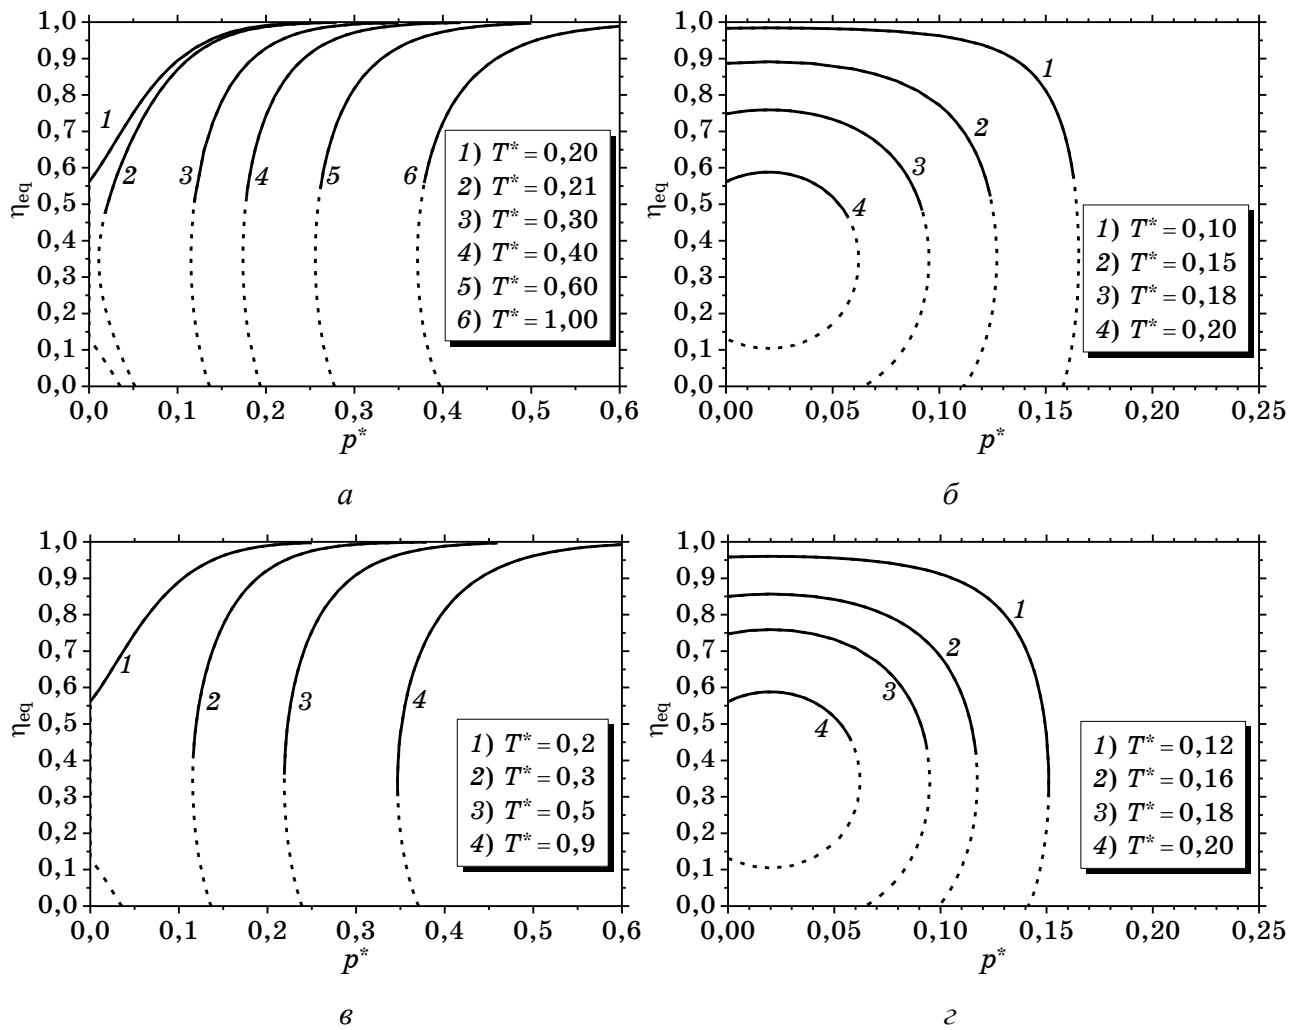 1,0
0,9
0,8
0,7
0,6
0,5
0,4
0,3
0,2
0,1
0,0
η_eq
1
2
3
4
5
6
1) T* = 0,20
2) T* = 0,21
3) T* = 0,30
4) T* = 0,40
5) T* = 0,60
6) T* = 1,00
0,0 0,1 0,2 0,3 0,4 0,5 0,6
p*
а
1,0
0,9
0,8
0,7
0,6
0,5
0,4
0,3
0,2
0,1
0,0
η_eq
1
2
3
4
1) T* = 0,10
2) T* = 0,15
3) T* = 0,18
4) T* = 0,20
0,00 0,05 0,10 0,15 0,20 0,25
p*
б
1,0
0,9
0,8
0,7
0,6
0,5
0,4
0,3
0,2
0,1
0,0
η_eq
1
2
3
4
1) T* = 0,2
2) T* = 0,3
3) T* = 0,5
4) T* = 0,9
0,0 0,1 0,2 0,3 0,4 0,5 0,6
p*
в
1,0
0,9
0,8
0,7
0,6
0,5
0,4
0,3
0,2
0,1
0,0
η_eq
1
2
3
4
1) T* = 0,12
2) T* = 0,16
3) T* = 0,18
4) T* = 0,20
0,00 0,05 0,10 0,15 0,20 0,25
p*
г